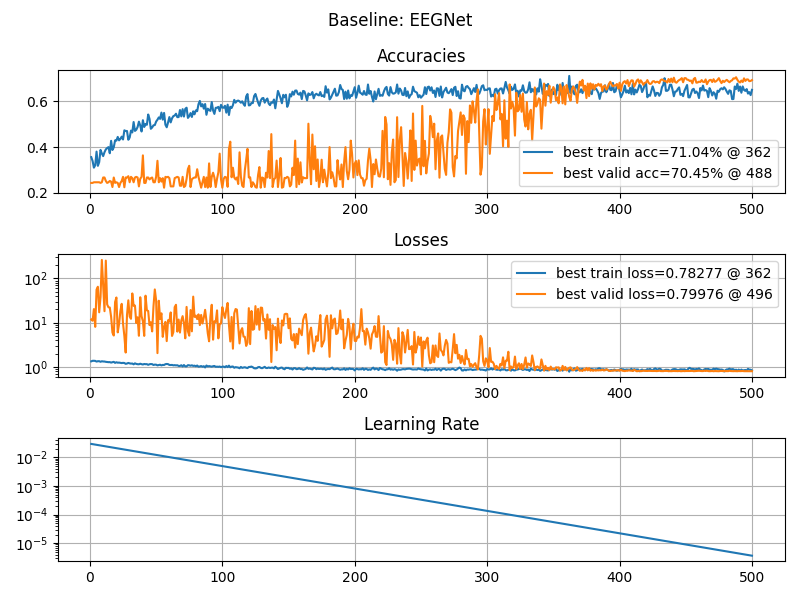 Baseline: EEGNet
Accuracies
0.6
0.4
0.2
best train acc=71.04% @ 362
best valid acc=70.45% @ 488
0 100 200 300 400 500
Losses
10²
10¹
10⁰
best train loss=0.78277 @ 362
best valid loss=0.79976 @ 496
0 100 200 300 400 500
Learning Rate
10⁻²
10⁻³
10⁻⁴
10⁻⁵
0 100 200 300 400 500